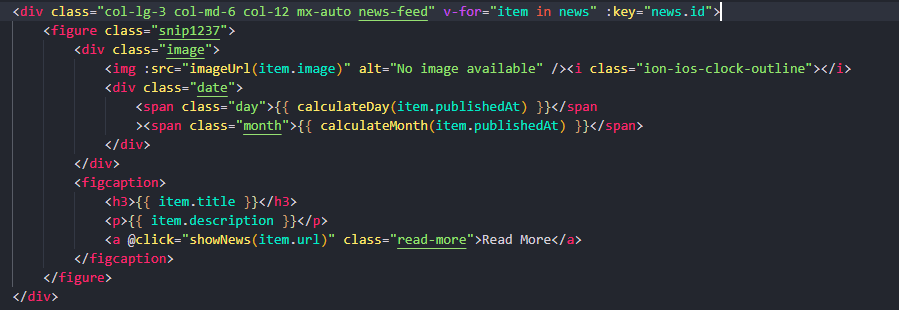 <div class="col-lg-3 col-md-6 col-12 mx-auto news-feed" v-for="item in news" :key="news.id">
<figure class="snip1237">
<div class="image">
<img :src="imageUrl(item.image)" alt="No image available" /><i class="ion-ios-clock-outline"></i>
<div class="date">
<span class="day">{{ calculateDay(item.publishedAt) }}</span
><span class="month">{{ calculateMonth(item.publishedAt) }}</span>
</div>
</div>
<figcaption>
<h3>{{ item.title }}</h3>
<p>{{ item.description }}</p>
<a @click="showNews(item.url)" class="read-more">Read More</a>
</figcaption>
</figure>
</div>